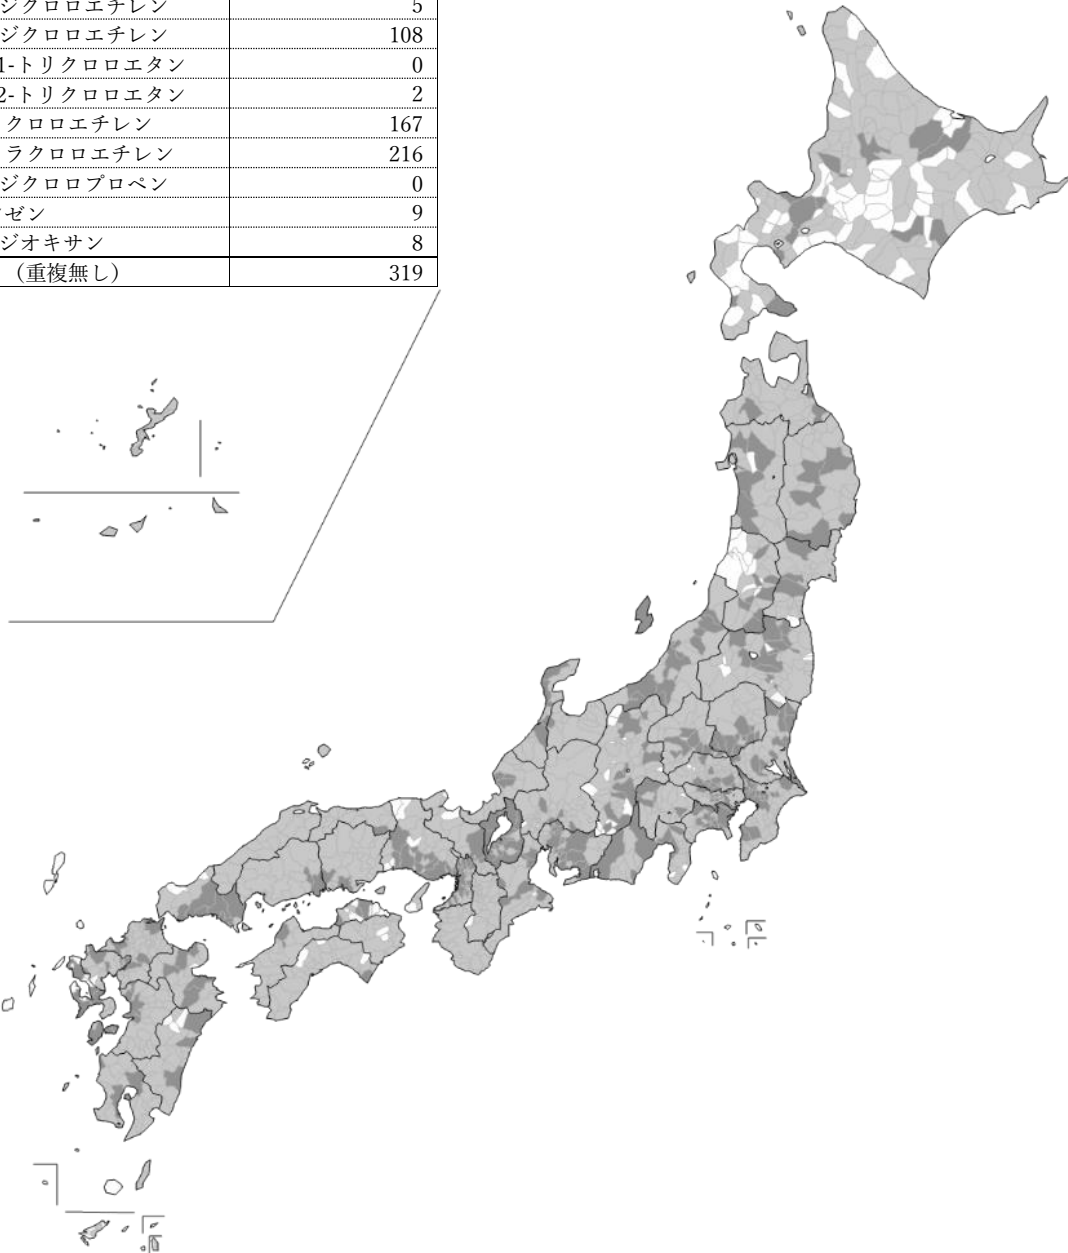 ジクロロエチレン 5
ジクロロエチレン 108
1-トリクロロエタン 0
2-トリクロロエタン 2
クロロエチレン 167
ラクロロエチレン 216
ジクロロプロペン 0
ゼン 9
ジオキサン 8
（重複無し） 319